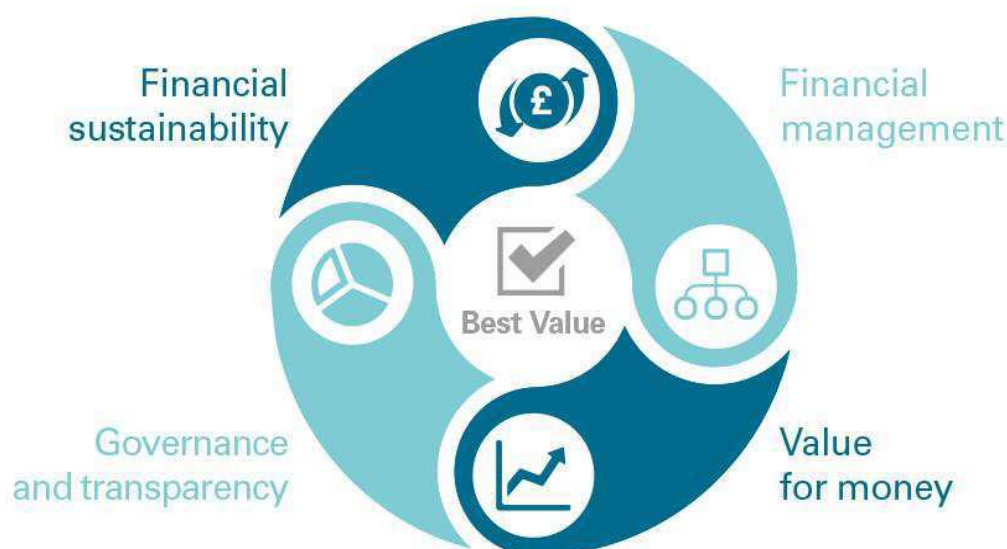 Financial
sustainability
£
Financial
management
Best Value
Governance
and transparency
Value
for money